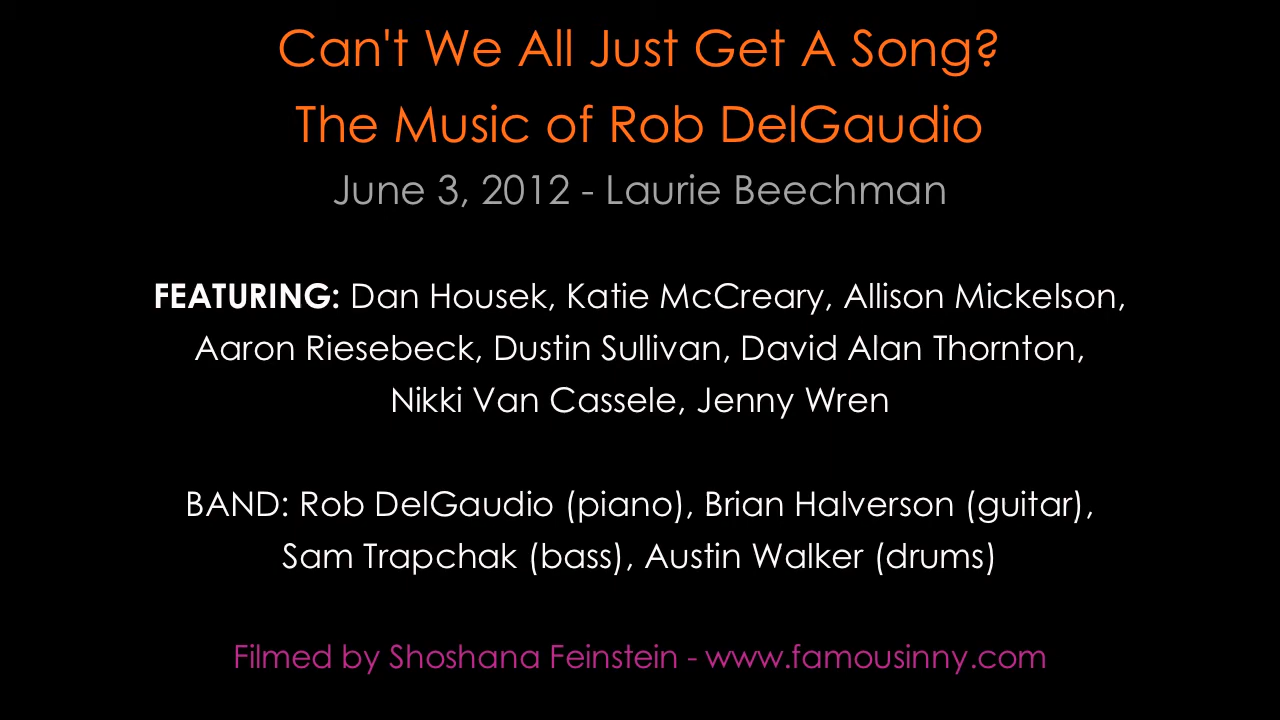 Can't We All Just Get A Song?
The Music of Rob DelGaudio
June 3, 2012 - Laurie Beechman
FEATURING: Dan Housek, Katie McCreary, Allison Mickelson,
Aaron Riesebeck, Dustin Sullivan, David Alan Thornton,
Nikki Van Cassele, Jenny Wren
BAND: Rob DelGaudio (piano), Brian Halverson (guitar),
Sam Trapchak (bass), Austin Walker (drums)
Filmed by Shoshana Feinstein - www.famousinny.com